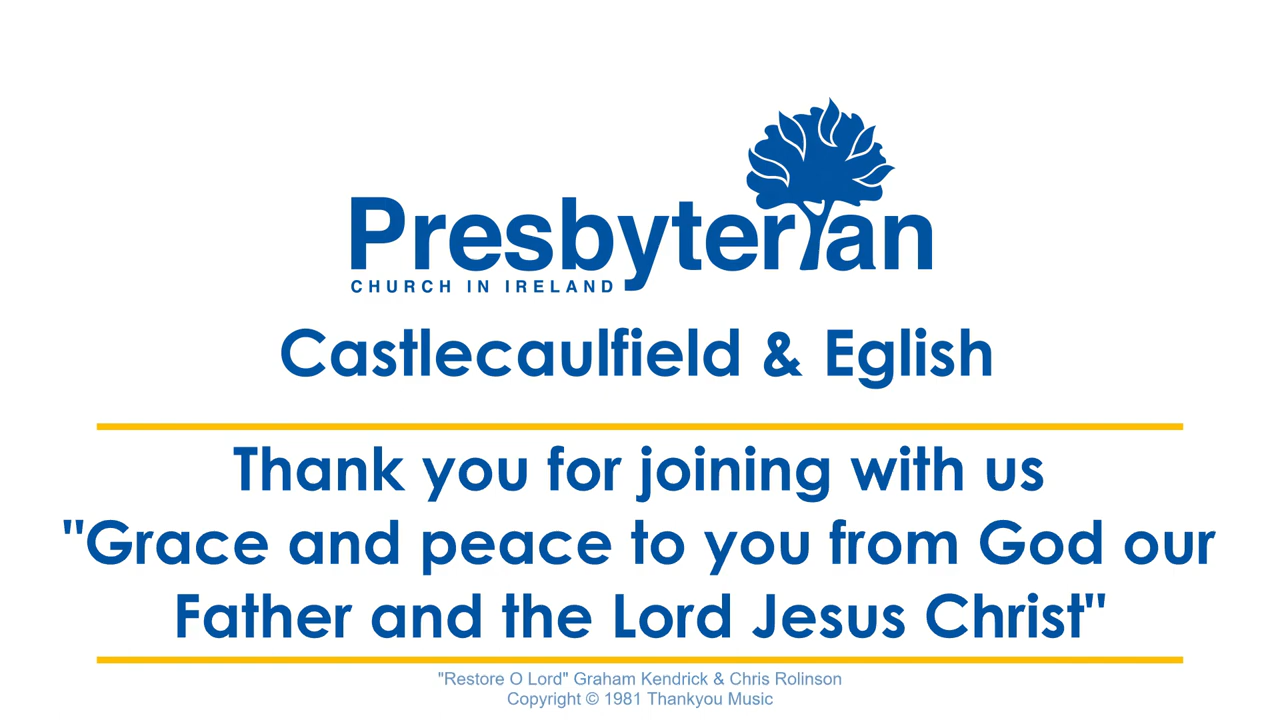 Presbyterian
CHURCH IN IRELAND
Castlecaulfield & Eglish
Thank you for joining with us
"Grace and peace to you from God our
Father and the Lord Jesus Christ"
"Restore O Lord" Graham Kendrick & Chris Rolinson
Copyright © 1981 Thankyou Music